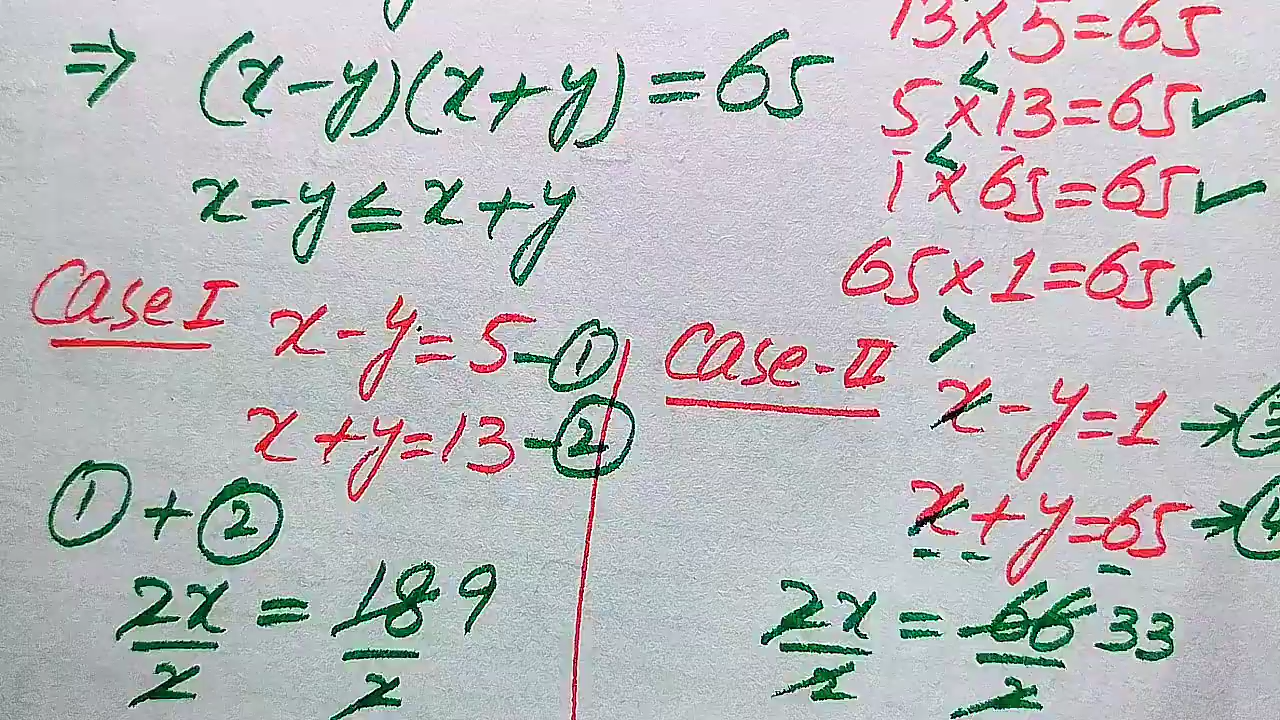 ⇒ (x-y)(x+y)=65
x-y≤x+y
13×5=65
<
5×13=65✓
<
1×65=65✓
65×1=65×
>
Case I x-y=5-①
x+y=13-②
①+②
2x/2 = 18/2 9
Case-II
x-y=1→③
x+y=65→④
2x/2 = 66/2 33